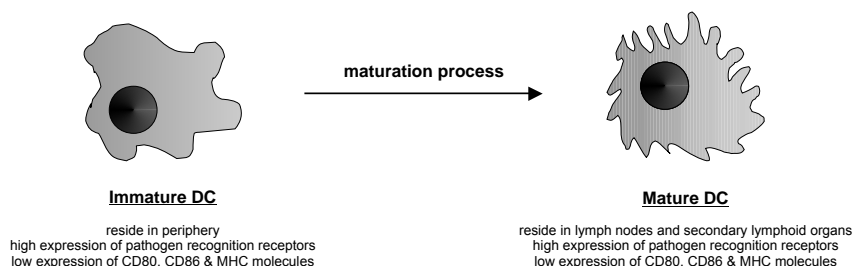 maturation process
Immature DC
reside in periphery
high expression of pathogen recognition receptors
low expression of CD80, CD86 & MHC molecules
Mature DC
reside in lymph nodes and secondary lymphoid organs
high expression of pathogen recognition receptors
low expression of CD80, CD86 & MHC molecules